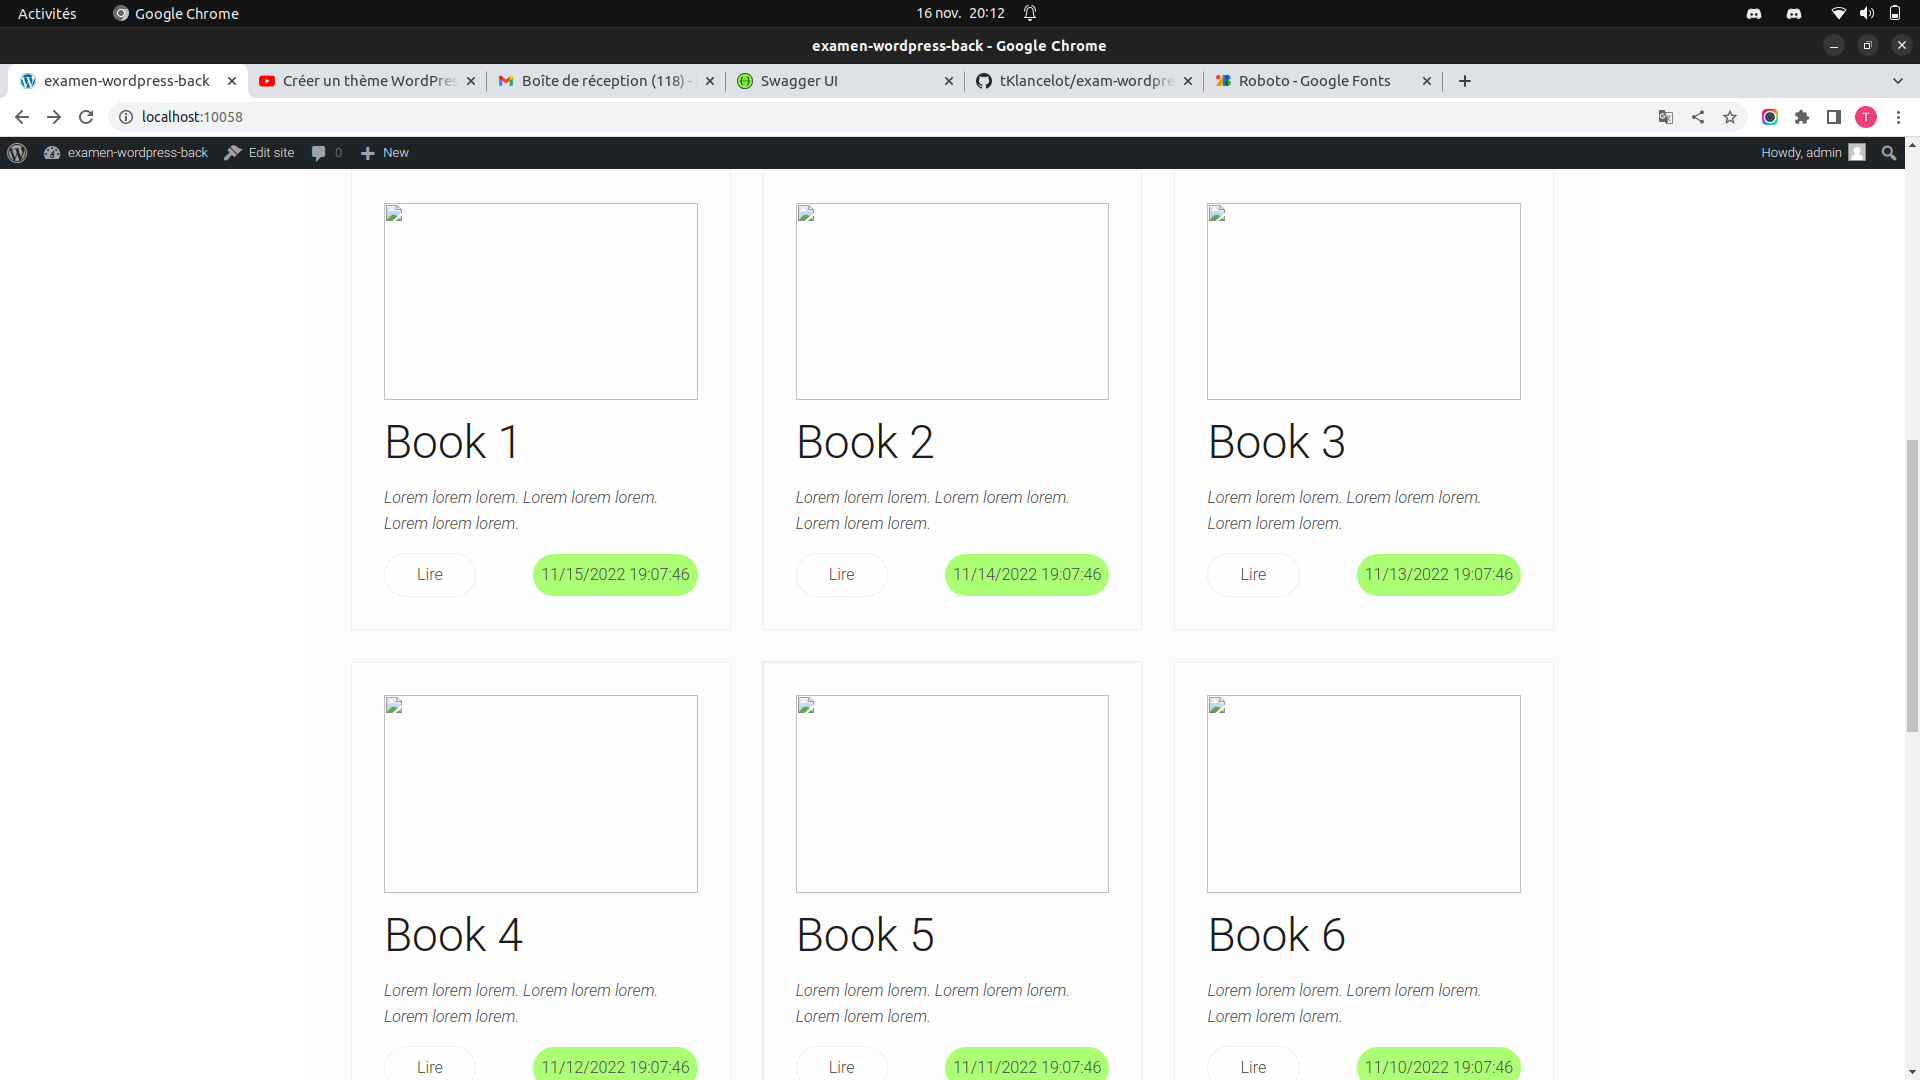 Activités
Google Chrome
16 nov. 20:12
examen-wordpress-back - Google Chrome
examen-wordpress-back
Créer un thème WordPres
Boîte de réception (118) -
Swagger UI
tKlancelot/exam-wordpre
Roboto - Google Fonts
localhost:10058
T
examen-wordpress-back
Edit site
0
New
Howdy, admin
Book 1
Book 2
Book 3
Lorem lorem lorem. Lorem lorem lorem.
Lorem lorem lorem.
Lorem lorem lorem. Lorem lorem lorem.
Lorem lorem lorem.
Lorem lorem lorem. Lorem lorem lorem.
Lorem lorem lorem.
Lire
11/15/2022 19:07:46
Lire
11/14/2022 19:07:46
Lire
11/13/2022 19:07:46
Book 4
Book 5
Book 6
Lorem lorem lorem. Lorem lorem lorem.
Lorem lorem lorem.
Lorem lorem lorem. Lorem lorem lorem.
Lorem lorem lorem.
Lorem lorem lorem. Lorem lorem lorem.
Lorem lorem lorem.
Lire
11/12/2022 19:07:46
Lire
11/11/2022 19:07:46
Lire
11/10/2022 19:07:46